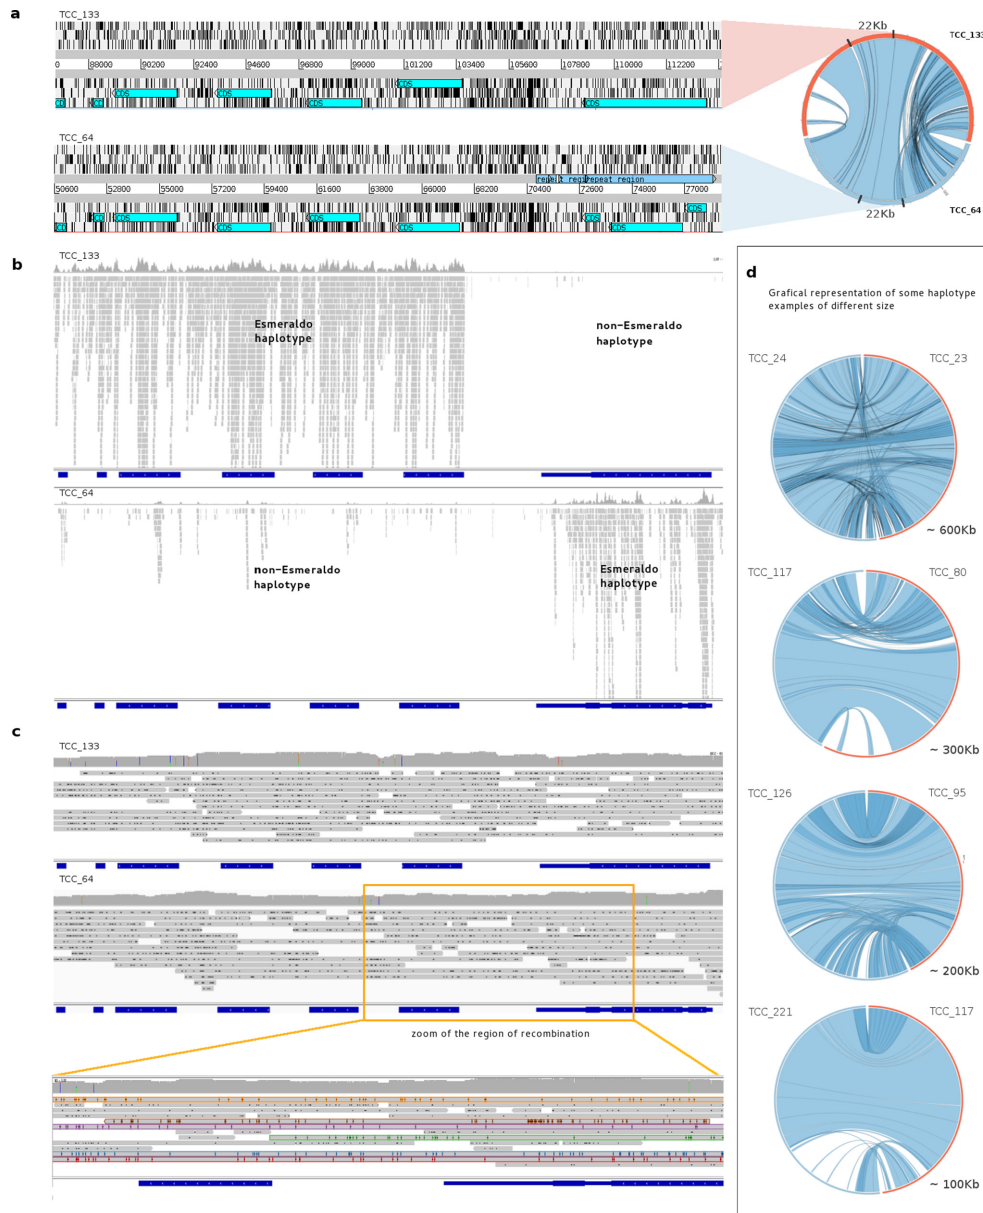 a
TCC_133
0 88000 90200 92400 94600 96800 99000 101200 103400 105600 107800 110000 112200
CDS
CDS CDS
CDS CDS
TCC_64
repeat region repeat region
50600 52800 55000 57200 59400 61600 63800 66000 68200 70400 72600 74800 77000
CDS CDS CDS CDS CDS CDS
22Kb
TCC_133
22Kb
TCC_64
b
TCC_133
Esmeraldo
haplotype
non-Esmeraldo
haplotype
TCC_64
non-Esmeraldo
haplotype
Esmeraldo
haplotype
c
TCC_133
TCC_64
zoom of the region of recombination
d
Grafical representation of some haplotype
examples of different size
TCC_24 TCC_23
~ 600Kb
TCC_117 TCC_80
~ 300Kb
TCC_126 TCC_95
~ 200Kb
TCC_221 TCC_117
~ 100Kb